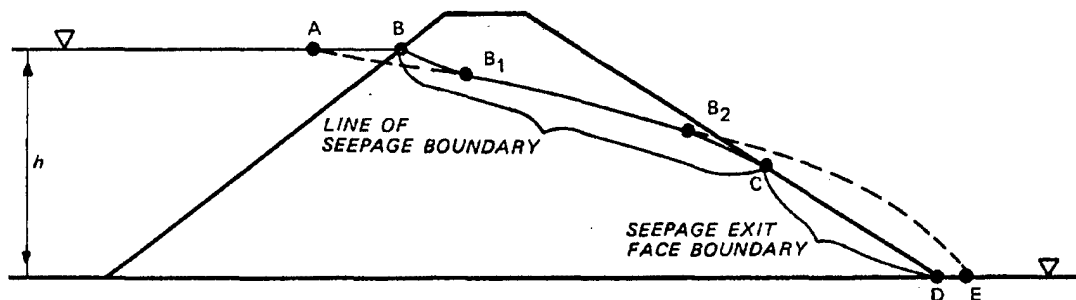 A
B
B1
B2
LINE OF
SEEPAGE BOUNDARY
h
C
SEEPAGE EXIT
FACE BOUNDARY
D
E